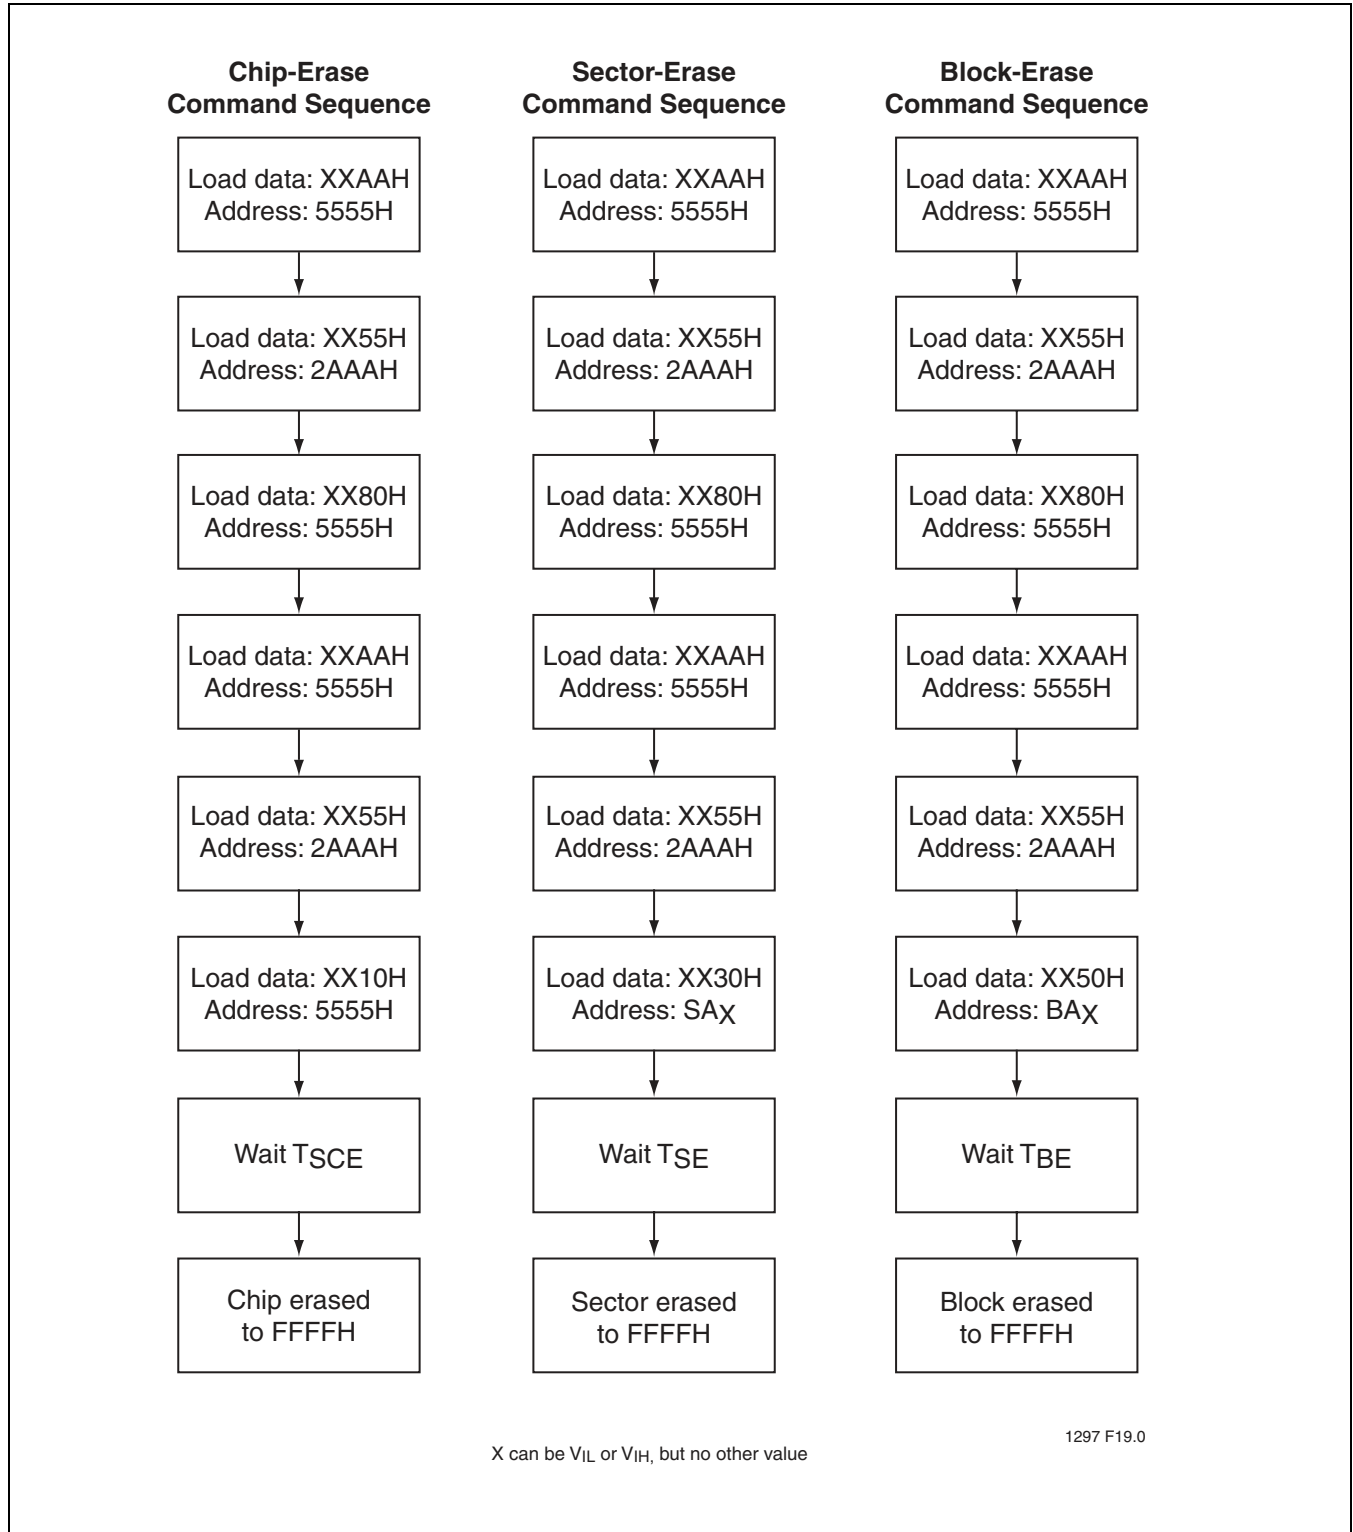 Chip-Erase
Command Sequence
Load data: XXAAH
Address: 5555H
Load data: XX55H
Address: 2AAAH
Load data: XX80H
Address: 5555H
Load data: XXAAH
Address: 5555H
Load data: XX55H
Address: 2AAAH
Load data: XX10H
Address: 5555H
Wait TSCE
Chip erased
to FFFFH
Sector-Erase
Command Sequence
Load data: XXAAH
Address: 5555H
Load data: XX55H
Address: 2AAAH
Load data: XX80H
Address: 5555H
Load data: XXAAH
Address: 5555H
Load data: XX55H
Address: 2AAAH
Load data: XX30H
Address: SAX
Wait TSE
Sector erased
to FFFFH
Block-Erase
Command Sequence
Load data: XXAAH
Address: 5555H
Load data: XX55H
Address: 2AAAH
Load data: XX80H
Address: 5555H
Load data: XXAAH
Address: 5555H
Load data: XX55H
Address: 2AAAH
Load data: XX50H
Address: BAX
Wait TBE
Block erased
to FFFFH
1297 F19.0
X can be VIL or VIH, but no other value